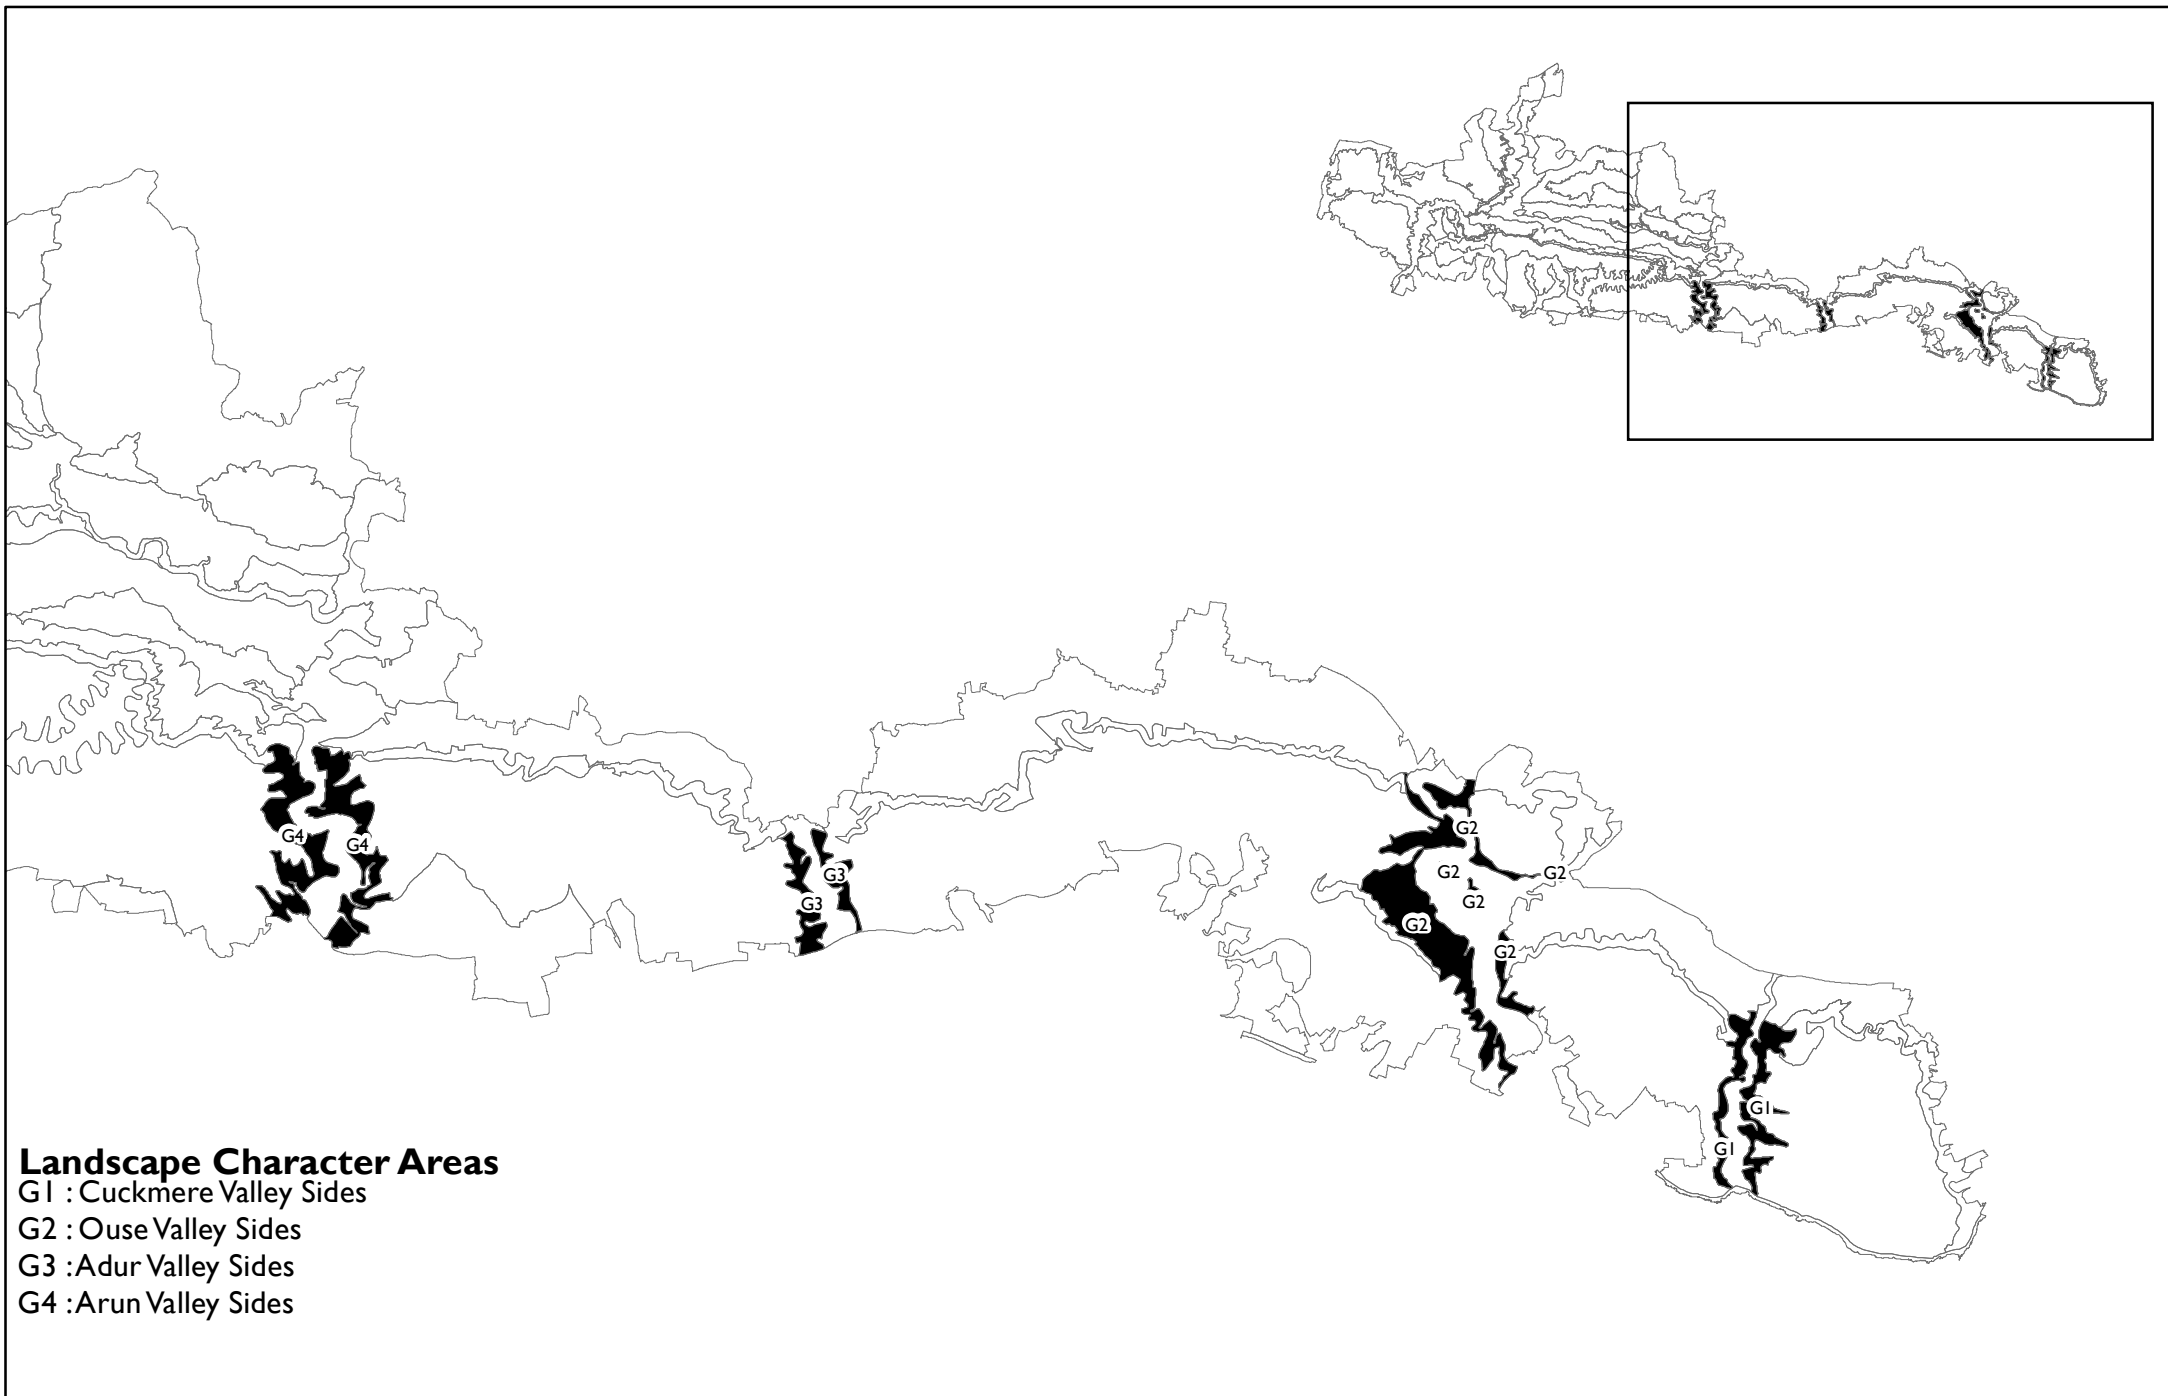 G2
G4
G4
G2
G3
G2
G3
G2
G2
G2
G1
G1
Landscape Character Areas
G1 : Cuckmere Valley Sides
G2 : Ouse Valley Sides
G3 : Adur Valley Sides
G4 : Arun Valley Sides